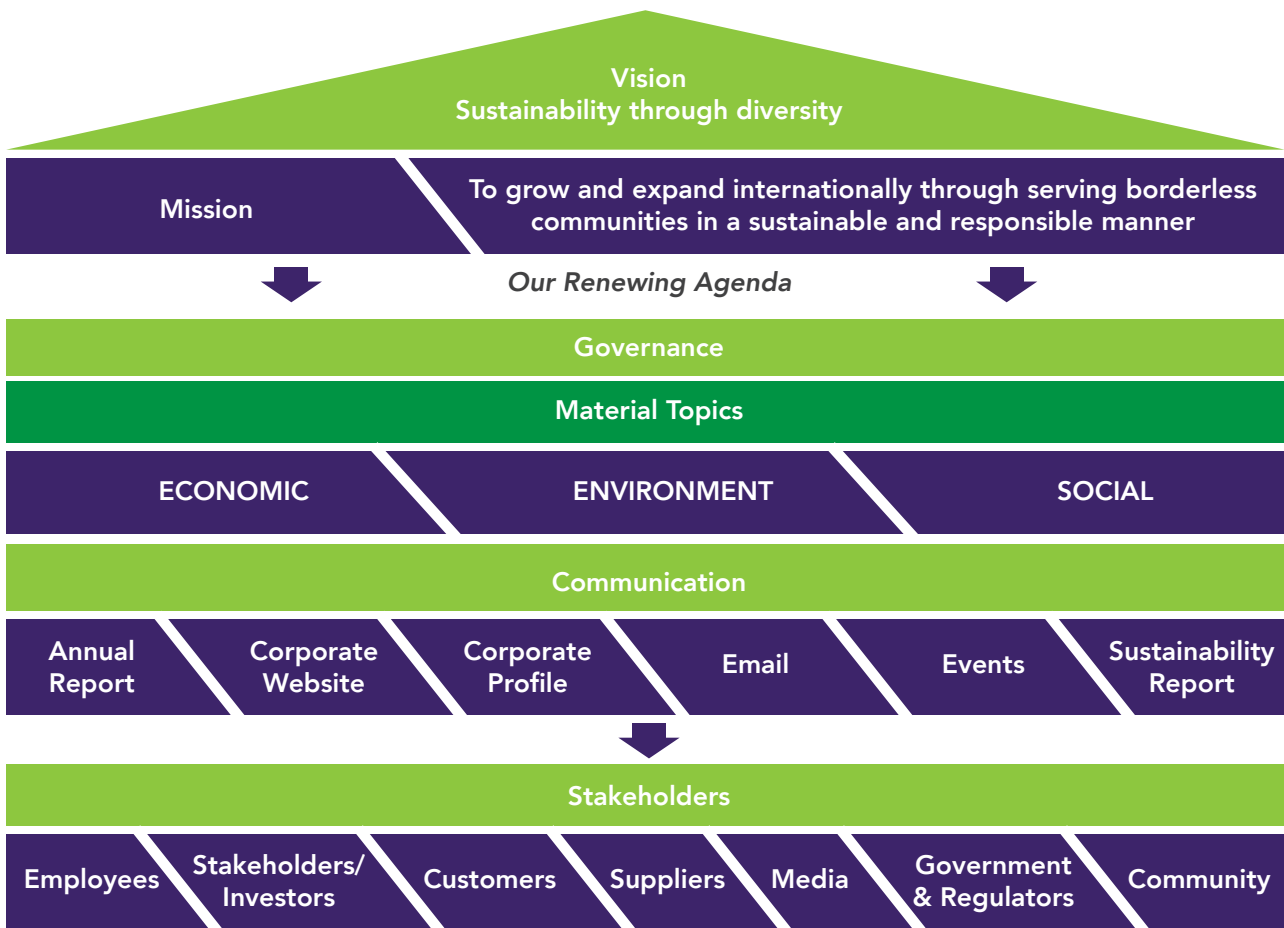 Vision
Sustainability through diversity
Mission
To grow and expand internationally through serving borderless
communities in a sustainable and responsible manner
Our Renewing Agenda
Governance
Material Topics
ECONOMIC
ENVIRONMENT
SOCIAL
Communication
Annual
Report
Corporate
Website
Corporate
Profile
Email
Events
Sustainability
Report
Stakeholders
Employees
Stakeholders/
Investors
Customers
Suppliers
Media
Government
& Regulators
Community